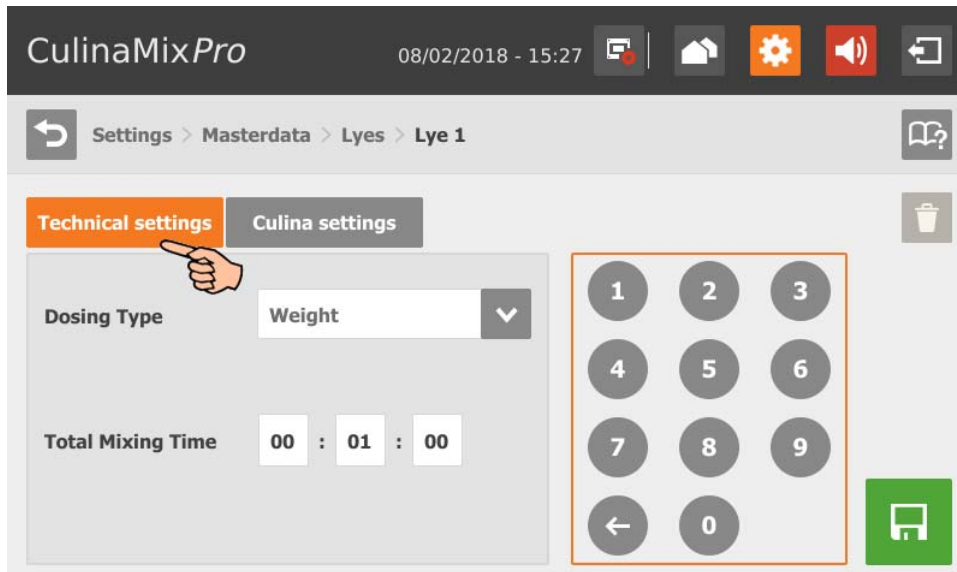 CulinaMixPro 08/02/2018 - 15:27
Settings > Masterdata > Lyes > Lye 1
?
Technical settings Culina settings
Dosing Type Weight
1 2 3
4 5 6
Total Mixing Time 00 : 01 : 00
7 8 9
← 0